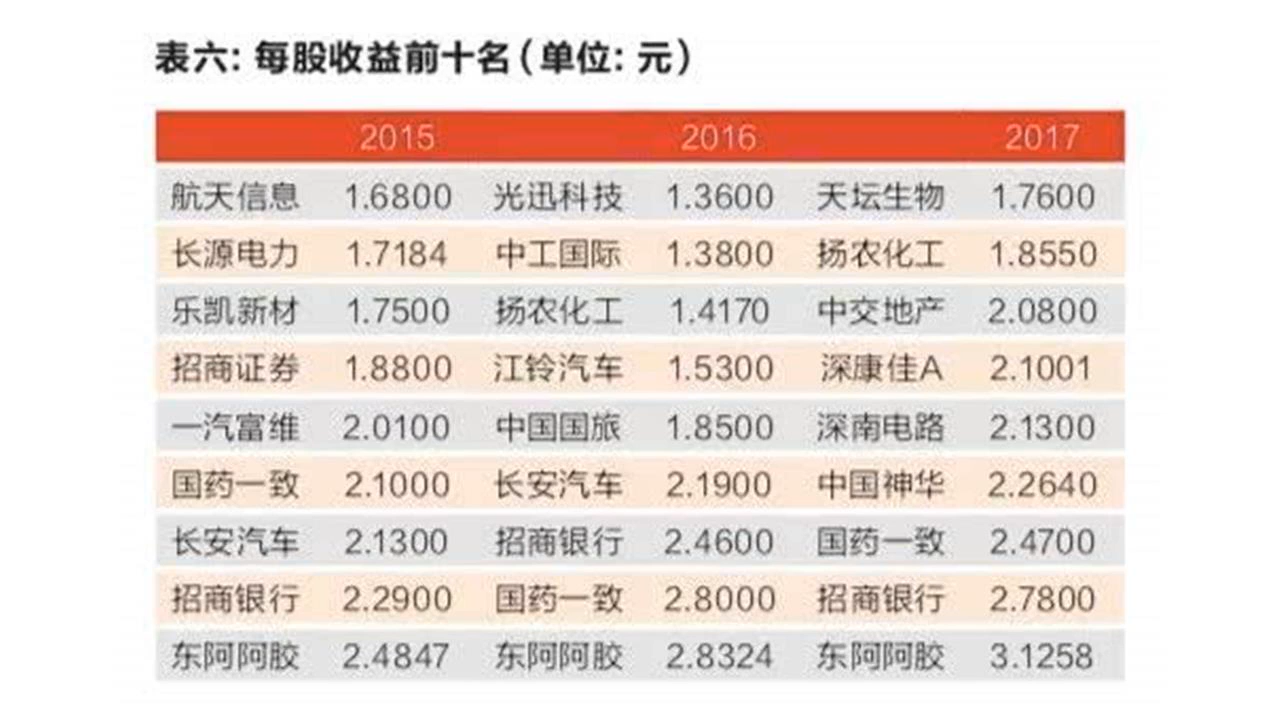 表六: 每股收益前十名(单位: 元)
2015 2016 2017
航天信息 1.6800 光迅科技 1.3600 天坛生物 1.7600
长源电力 1.7184 中工国际 1.3800 扬农化工 1.8550
乐凯新材 1.7500 扬农化工 1.4170 中交地产 2.0800
招商证券 1.8800 江铃汽车 1.5300 深康佳A 2.1001
一汽富维 2.0100 中国国旅 1.8500 深南电路 2.1300
国药一致 2.1000 长安汽车 2.1900 中国神华 2.2640
长安汽车 2.1300 招商银行 2.4600 国药一致 2.4700
招商银行 2.2900 国药一致 2.8000 招商银行 2.7800
东阿阿胶 2.4847 东阿阿胶 2.8324 东阿阿胶 3.1258